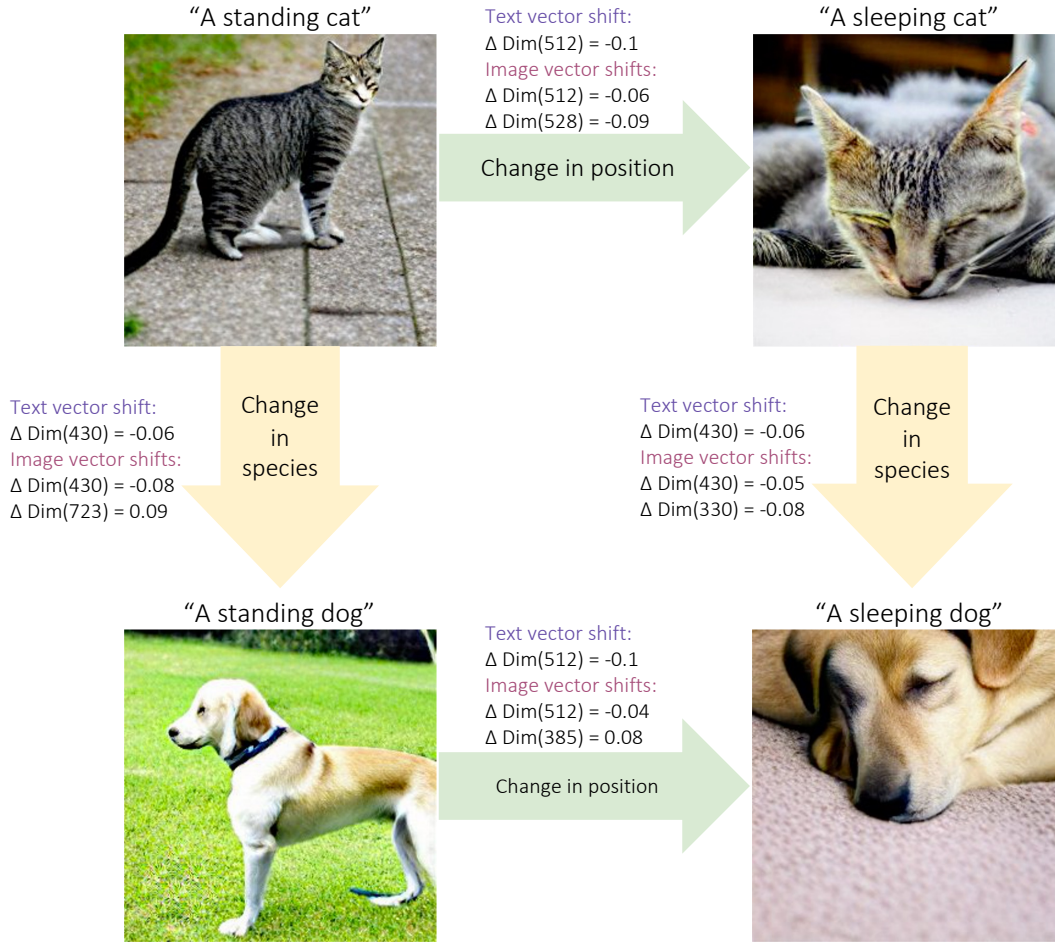 “A standing cat”
Text vector shift:
Δ Dim(512) = -0.1
Image vector shifts:
Δ Dim(512) = -0.06
Δ Dim(528) = -0.09
Change in position
“A sleeping cat”
Text vector shift:
Δ Dim(430) = -0.06
Image vector shifts:
Δ Dim(430) = -0.08
Δ Dim(723) = 0.09
Change
in
species
Text vector shift:
Δ Dim(430) = -0.06
Image vector shifts:
Δ Dim(430) = -0.05
Δ Dim(330) = -0.08
Change
in
species
“A standing dog”
Text vector shift:
Δ Dim(512) = -0.1
Image vector shifts:
Δ Dim(512) = -0.04
Δ Dim(385) = 0.08
Change in position
“A sleeping dog”